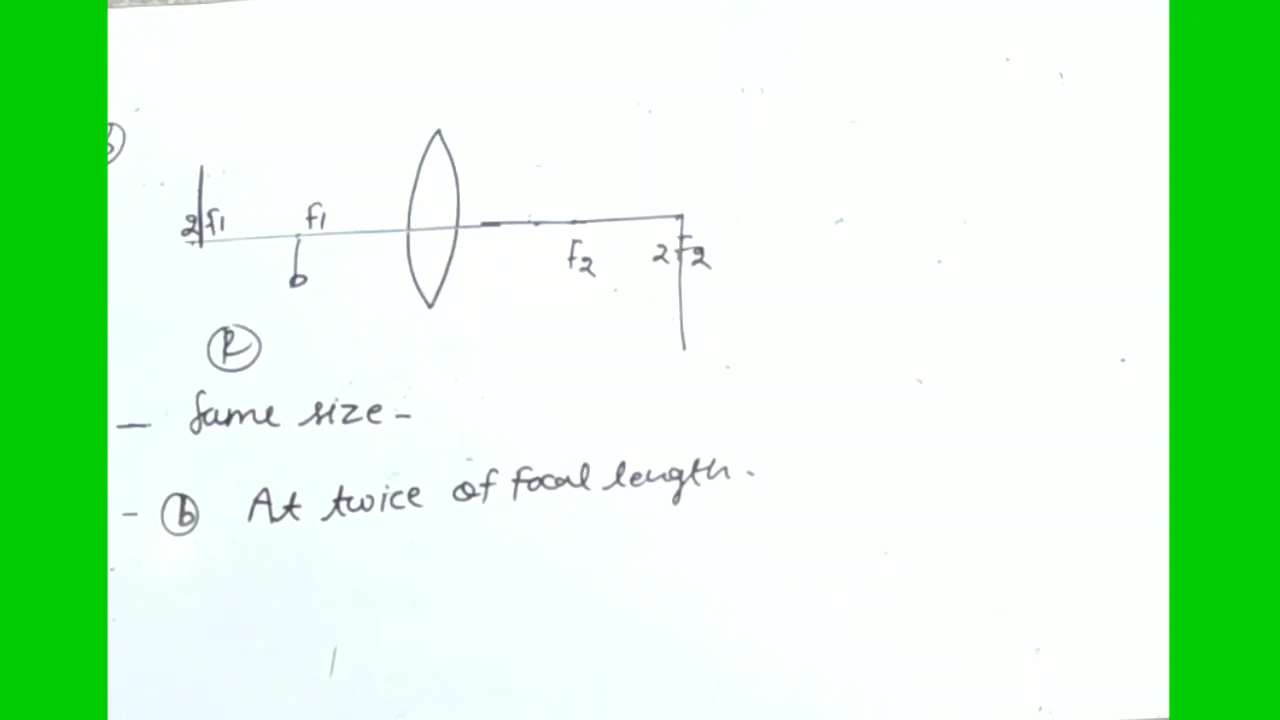 2f1 f1
F2 2F2
R
— Same size -
- b At twice of focal length.